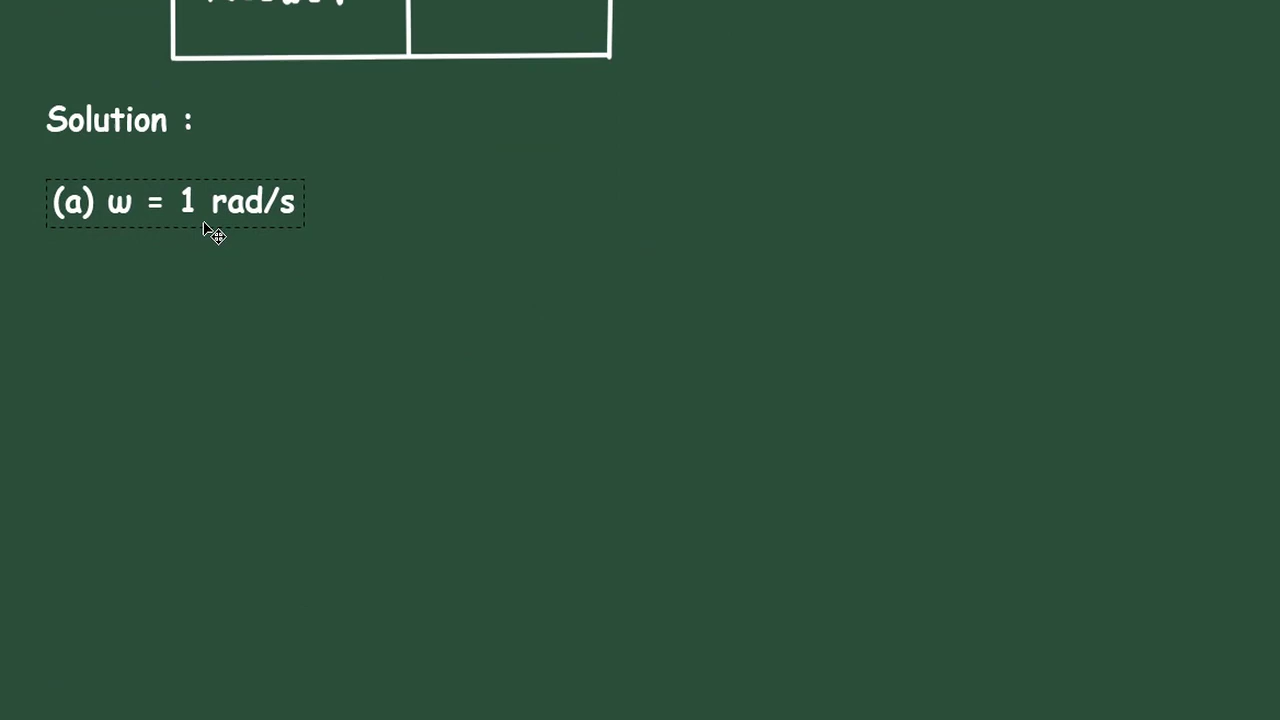 Solution :
(a) w = 1 rad/s